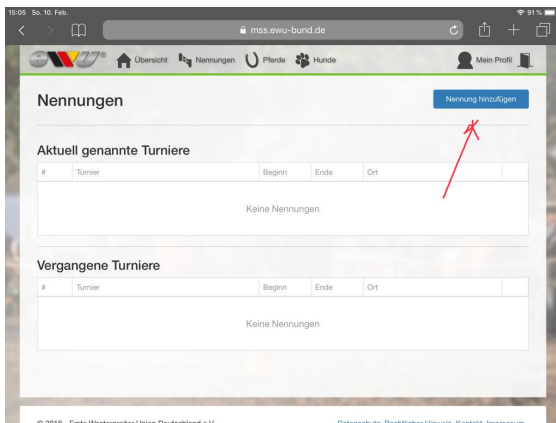 15:05 So. 10. Feb. 91 %
mss.ewu-bund.de
EWU Übersicht Nennungen Pferde Hunde Mein Profil
Nennungen Nennung hinzufügen
Aktuell genannte Turniere
# Turnier Beginn Ende Ort
Keine Nennungen
Vergangene Turniere
# Turnier Beginn Ende Ort
Keine Nennungen
© 2018 - Erste Westernreiter Union Deutschland e.V. Datenschutz Rechtlicher Hinweis Kontakt Impressum